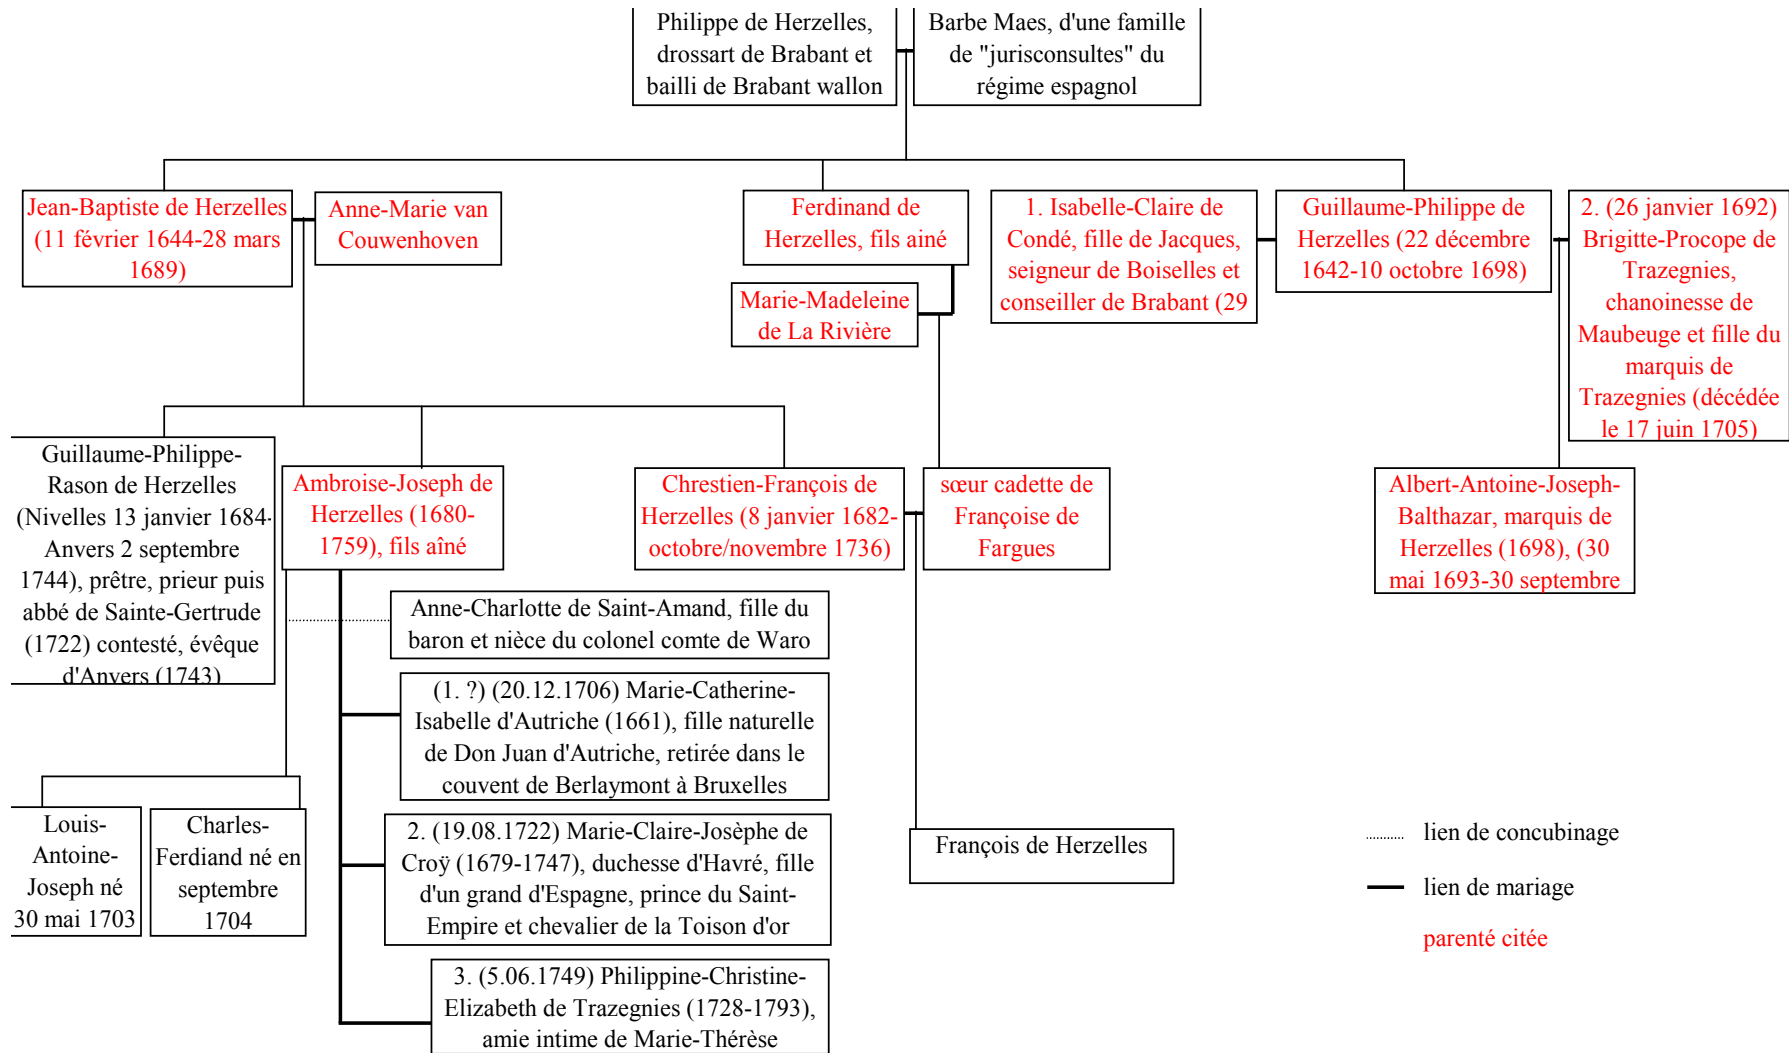 Philippe de Herzelles,
drossart de Brabant et
bailli de Brabant wallon
Barbe Maes, d'une famille
de "jurisconsultes" du
régime espagnol
Jean-Baptiste de Herzelles
(11 février 1644-28 mars
1689)
Anne-Marie van
Couwenhoven
Ferdinand de
Herzelles, fils ainé
Marie-Madeleine
de La Rivière
1. Isabelle-Claire de
Condé, fille de Jacques,
seigneur de Boiselles et
conseiller de Brabant (29
Guillaume-Philippe de
Herzelles (22 décembre
1642-10 octobre 1698)
2. (26 janvier 1692)
Brigitte-Procope de
Trazegnies,
chanoinesse de
Maubeuge et fille du
marquis de
Trazegnies (décédée
le 17 juin 1705)
Guillaume-Philippe-
Rason de Herzelles
(Nivelles 13 janvier 1684-
Anvers 2 septembre
1744), prêtre, prieur puis
abbé de Sainte-Gertrude
(1722) contesté, évêque
d'Anvers (1743)
Ambroise-Joseph de
Herzelles (1680-
1759), fils aîné
Chrestien-François de
Herzelles (8 janvier 1682-
octobre/novembre 1736)
sœur cadette de
Françoise de
Fargues
Albert-Antoine-Joseph-
Balthazar, marquis de
Herzelles (1698), (30
mai 1693-30 septembre
Anne-Charlotte de Saint-Amand, fille du
baron et nièce du colonel comte de Waro
(1. ?) (20.12.1706) Marie-Catherine-
Isabelle d'Autriche (1661), fille naturelle
de Don Juan d'Autriche, retirée dans le
couvent de Berlaymont à Bruxelles
Louis-
Antoine-
Joseph né
30 mai 1703
Charles-
Ferdiand né en
septembre
1704
2. (19.08.1722) Marie-Claire-Josèphe de
Croÿ (1679-1747), duchesse d'Havré, fille
d'un grand d'Espagne, prince du Saint-
Empire et chevalier de la Toison d'or
François de Herzelles
3. (5.06.1749) Philippine-Christine-
Elizabeth de Trazegnies (1728-1793),
amie intime de Marie-Thérèse
lien de concubinage
lien de mariage
parenté citée